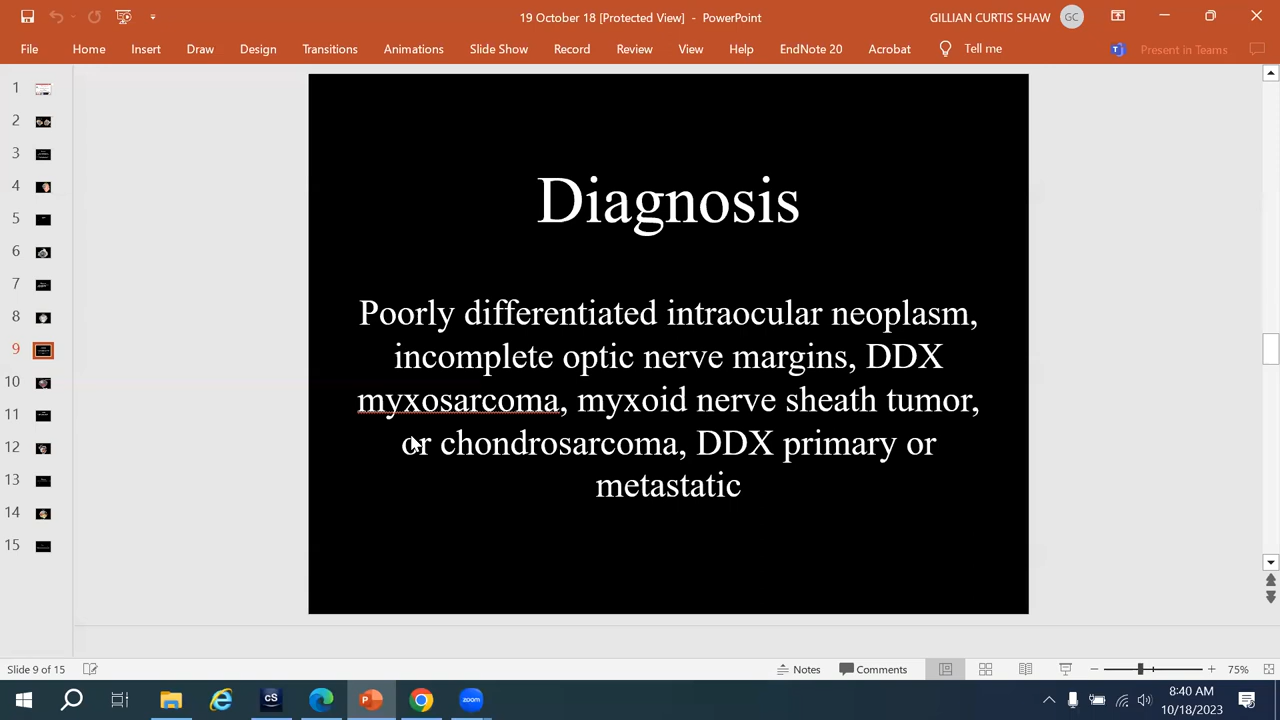 19 October 18 [Protected View] - PowerPoint
GILLIAN CURTIS SHAW
GC
File
Home
Insert
Draw
Design
Transitions
Animations
Slide Show
Record
Review
View
Help
EndNote 20
Acrobat
Tell me
Present in Teams
1
2
3
4
5
6
7
8
9
10
11
12
13
14
15
Diagnosis
Poorly differentiated intraocular neoplasm,
incomplete optic nerve margins, DDX
myxosarcoma, myxoid nerve sheath tumor,
or chondrosarcoma, DDX primary or
metastatic
Slide 9 of 15
Notes
Comments
75%
cS
zoom
8:40 AM
10/18/2023